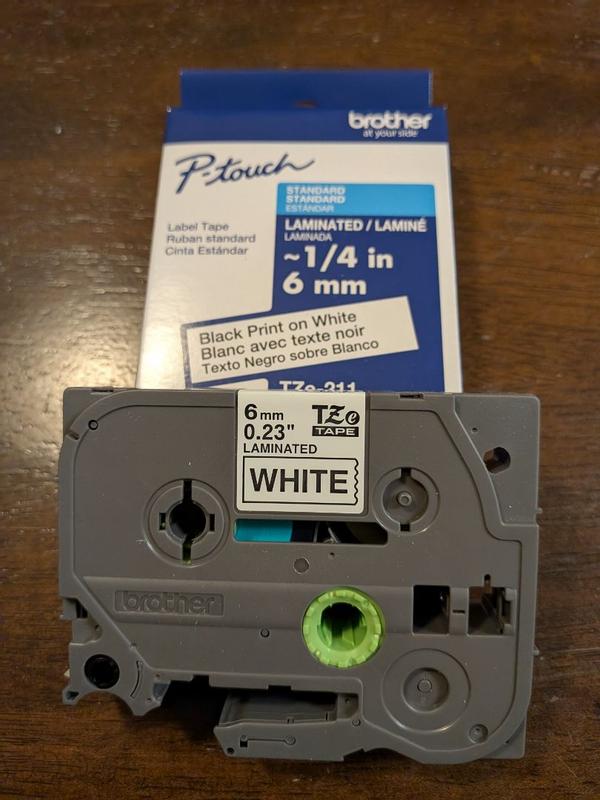 brother
at your side
P-touch
STANDARD
STANDARD
ESTÁNDAR
Label Tape
Ruban standard
Cinta Estándar
LAMINATED / LAMINÉ
LAMINADA
~1/4 in
6 mm
Black Print on White
Blanc avec texte noir
Texto Negro sobre Blanco
TZe-211
6 mm
0.23"
TZe
TAPE
LAMINATED
WHITE
brother